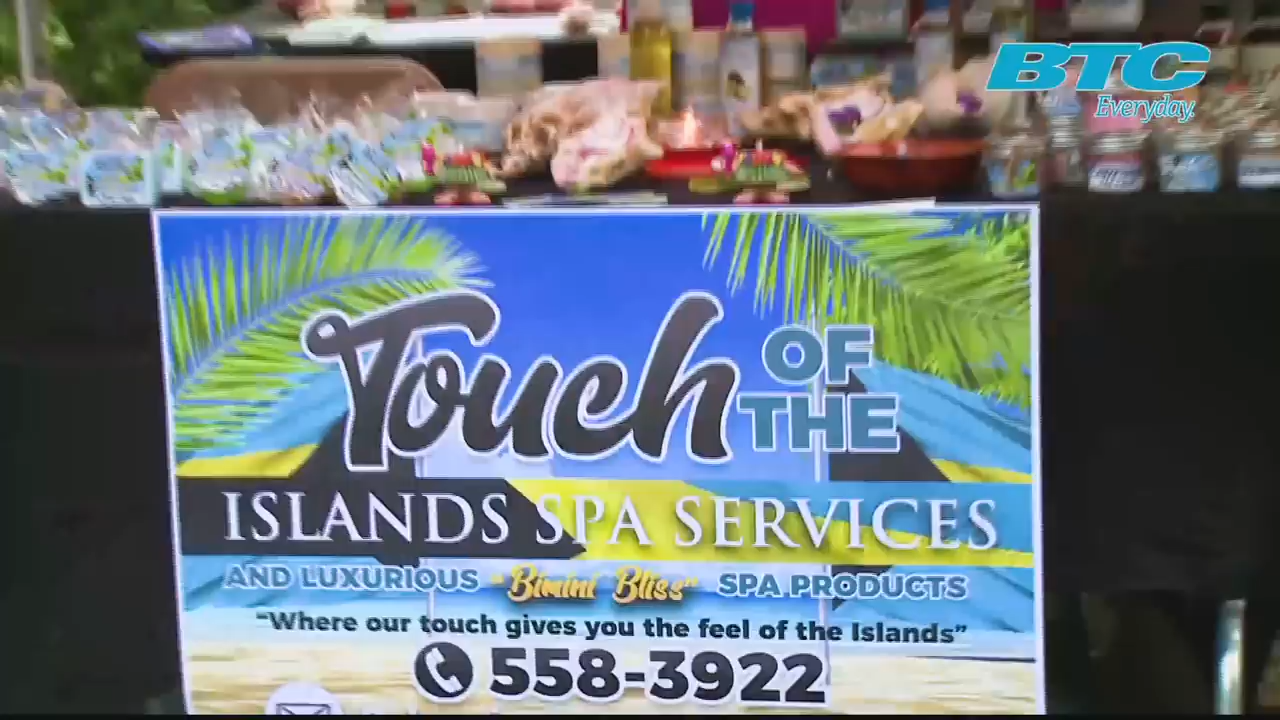 BTC
Everyday.
Touch OF
THE
ISLANDS SPA SERVICES
AND LUXURIOUS "Bimini Bliss" SPA PRODUCTS
"Where our touch gives you the feel of the Islands"
558-3922